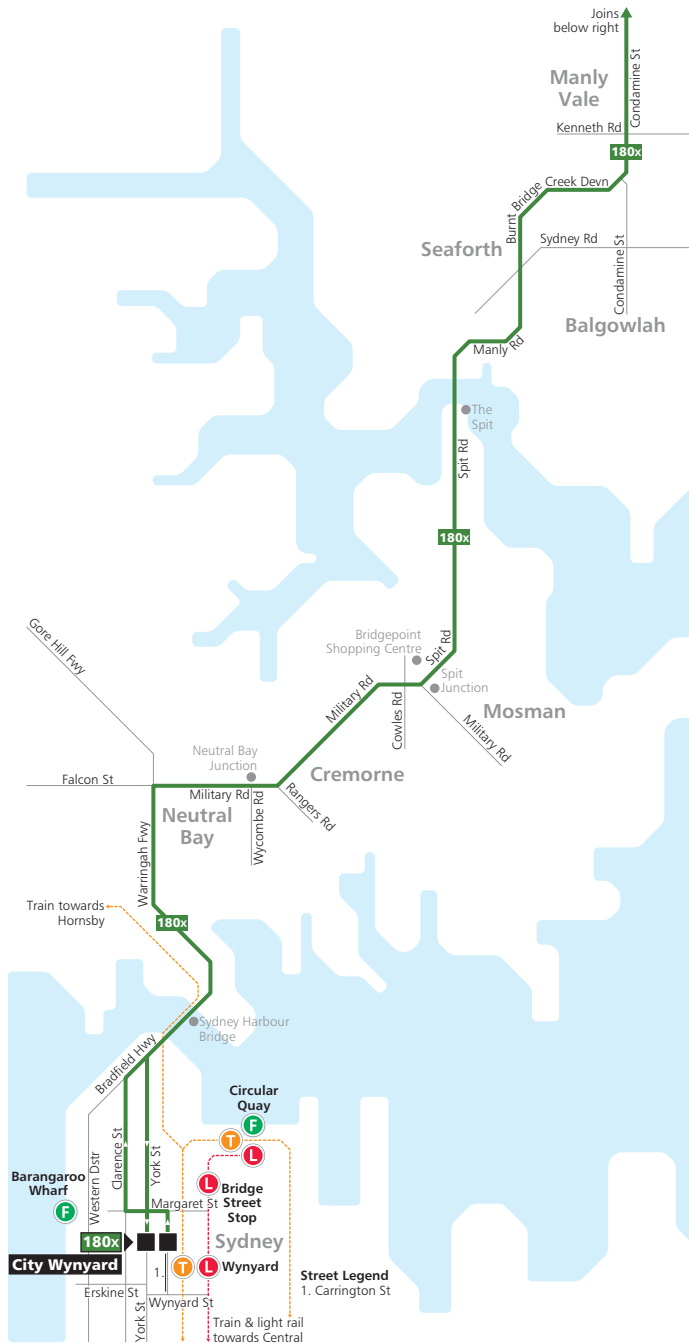 Joins
below right
Manly
Vale
Condamine St
Kenneth Rd
180x
Creek Devn
Burnt Bridge
Seaforth
Sydney Rd
Condamine St
Balgowlah
Manly Rd
The
Spit
Spit Rd
180x
Gore Hill Fwy
Bridgepoint
Shopping Centre
Spit Rd
Spit
Junction
Military Rd
Cowles Rd
Mosman
Military Rd
Neutral Bay
Junction
Cremorne
Falcon St
Military Rd
Rangers Rd
Neutral
Bay
Wycombe Rd
Warringah Fwy
Train towards
Hornsby
180x
Sydney Harbour
Bridge
Bradfield Hwy
Circular
Quay
F
T
L
Clarence St
York St
Western Dstr
Barangaroo
Wharf
F
L
Bridge
Street
Stop
Margaret St
180x
Sydney
City Wynyard
T
L
Wynyard
1.
Street Legend
1. Carrington St
Erskine St
Wynyard St
York St
Train & light rail
towards Central